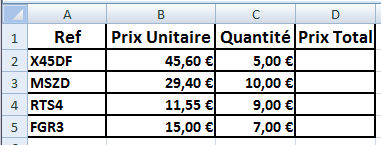 A B C D
1 Ref Prix Unitaire Quantité Prix Total
2 X45DF 45,60 € 5,00 €
3 MSZD 29,40 € 10,00 €
4 RTS4 11,55 € 9,00 €
5 FGR3 15,00 € 7,00 €